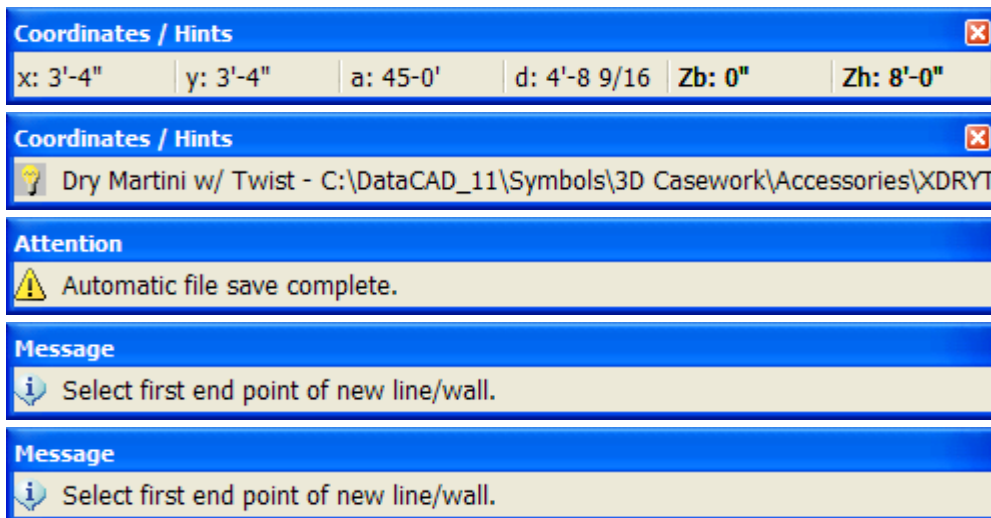 Coordinates / Hints
x: 3'-4" y: 3'-4" a: 45-0' d: 4'-8 9/16 Zb: 0" Zh: 8'-0"
Coordinates / Hints
Dry Martini w/ Twist - C:\DataCAD_11\Symbols\3D Casework\Accessories\XDRYT
Attention
Automatic file save complete.
Message
Select first end point of new line/wall.
Message
Select first end point of new line/wall.